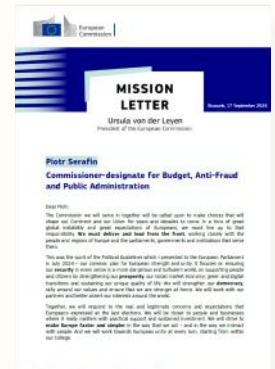 European
Commission
MISSION
LETTER
Brussels, 17 September 2024
Ursula von der Leyen
President of the European Commission
Piotr Serafin
Commissioner-designate for Budget, Anti-Fraud
and Public Administration
Dear Piotr,
The Commission we will serve in together will be called upon to make choices that will
shape our Continent and our Union for years and decades to come. In a time of great
global instability and great expectations of Europeans, we must live up to that
responsibility. We must deliver and lead from the front, working closely with the
people and regions of Europe and the parliaments, governments and institutions that serve
them.
This was the spirit of the Political Guidelines which I presented to the European Parliament
in July 2024 – our common plan for European strength and unity. It focuses on ensuring
our security in every sense in a more dangerous and turbulent world, on supporting people
and citizens by strengthening our prosperity, our social market economy, green and digital
transitions and sustaining our unique quality of life. We will strengthen our democracy,
rally around our values and ensure that we are stronger at home. We will work with our
partners and better assert our interests around the world.
Together, we will respond to the real and legitimate concerns and expectations that
Europeans expressed at the last elections. We will be closer to people and businesses
where it really matters with practical support and sustained investment. We will strive to
make Europe faster and simpler in the way that we act – and in the way we interact
with people. And we will work towards European unity at every turn, starting from within
our College.